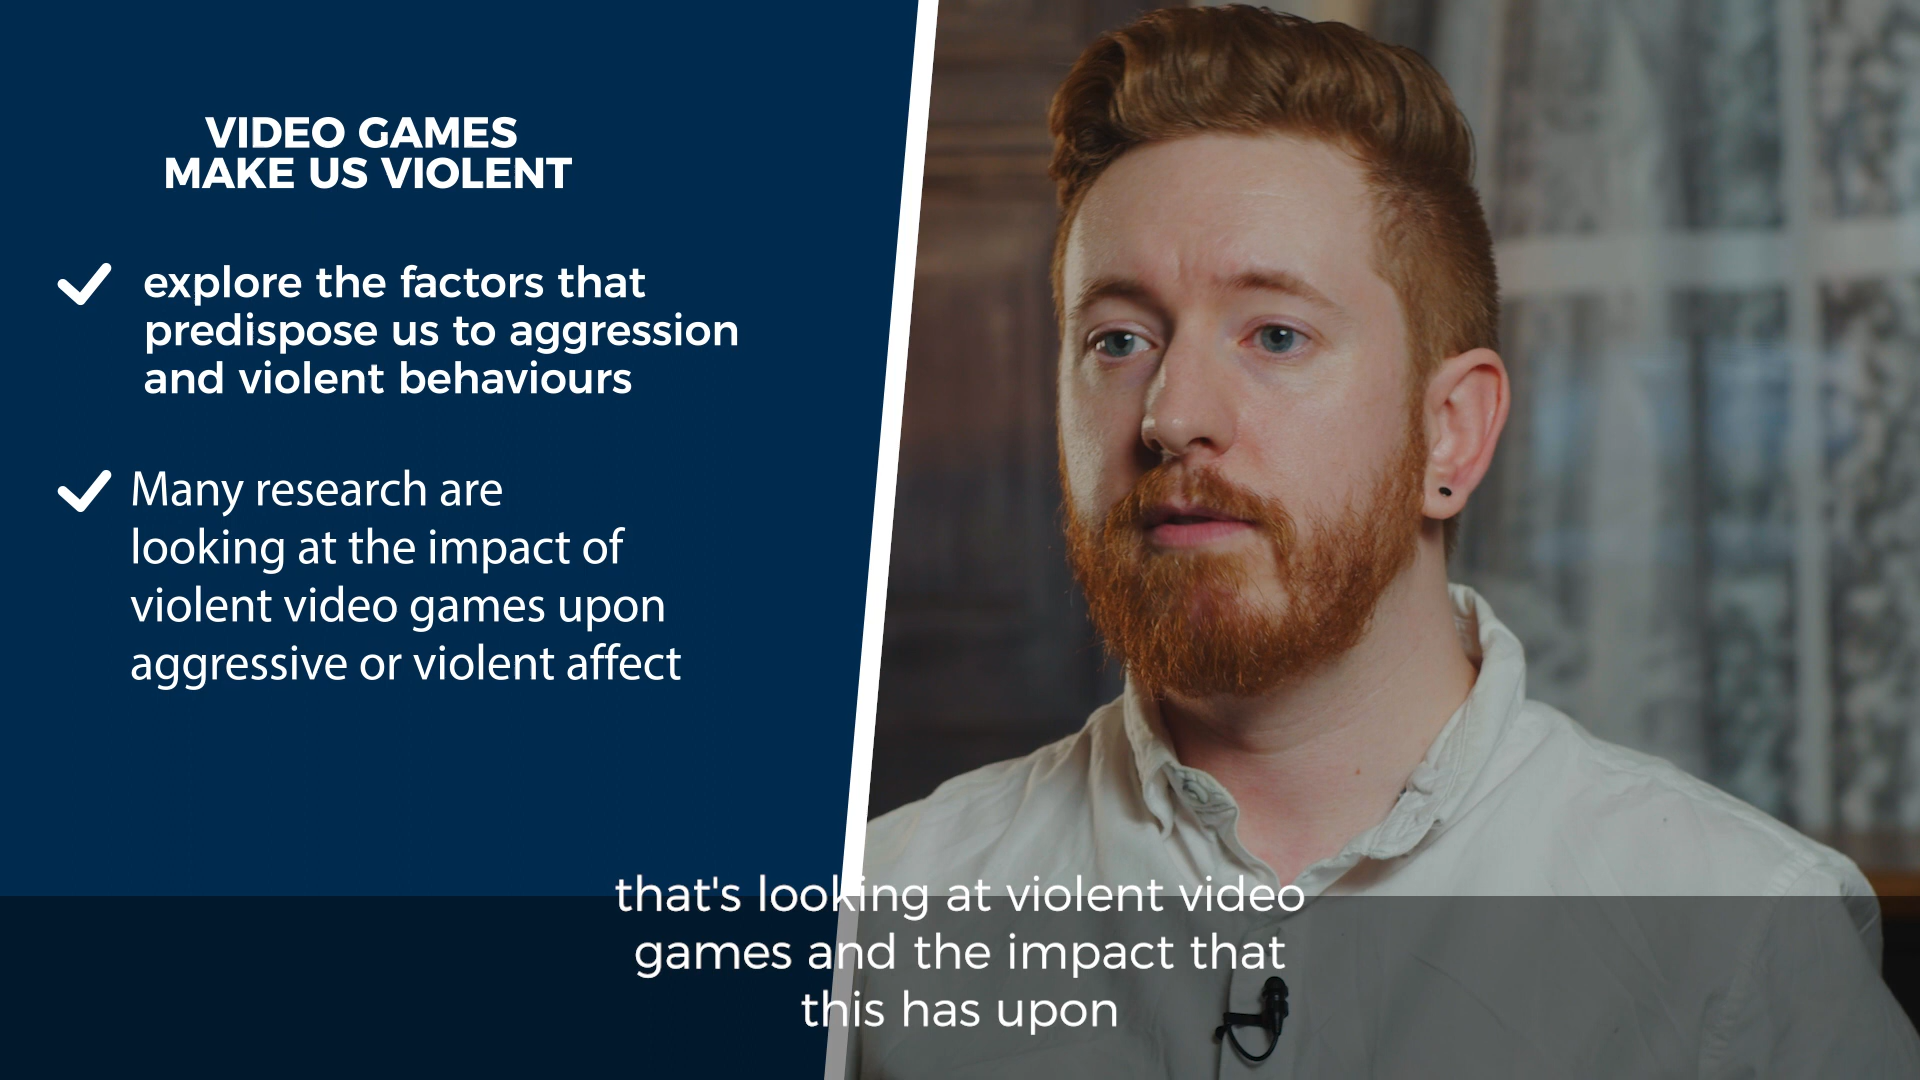 VIDEO GAMES
MAKE US VIOLENT
explore the factors that
predispose us to aggression
and violent behaviours
Many research are
looking at the impact of
violent video games upon
aggressive or violent affect
that's looking at violent video
games and the impact that
this has upon